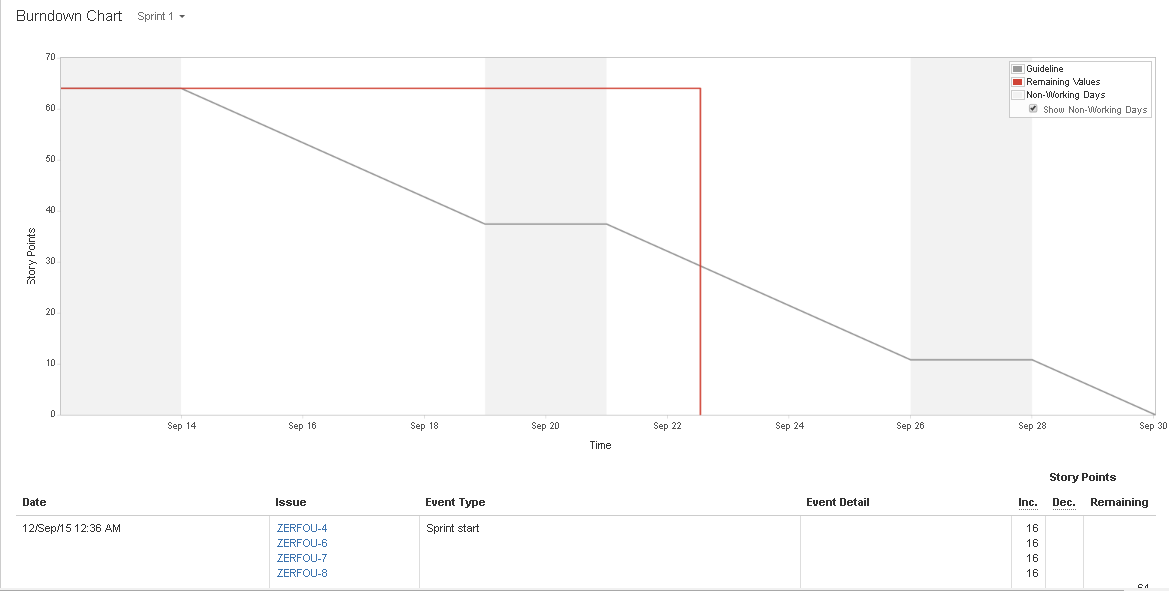 Burndown Chart Sprint 1
70
60
50
40
30
20
10
0
Story Points
Guideline
Remaining Values
Non-Working Days
Show Non-Working Days
Sep 14 Sep 16 Sep 18 Sep 20 Sep 22 Sep 24 Sep 26 Sep 28 Sep 30
Time
Story Points
Date Issue Event Type Event Detail Inc. Dec. Remaining
12/Sep/15 12:36 AM ZERFOU-4 Sprint start 16
ZERFOU-6 16
ZERFOU-7 16
ZERFOU-8 16
64